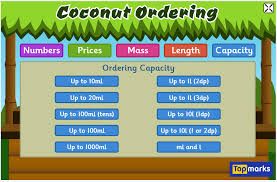 Coconut Ordering
Numbers Prices Mass Length Capacity
Ordering Capacity
Up to 10ml Up to 1l (2dp)
Up to 20ml Up to 1l (3dp)
Up to 100ml (tens) Up to 10l (1dp)
Up to 100ml Up to 10l (1 or 2dp)
Up to 1000ml ml and l
Topmarks